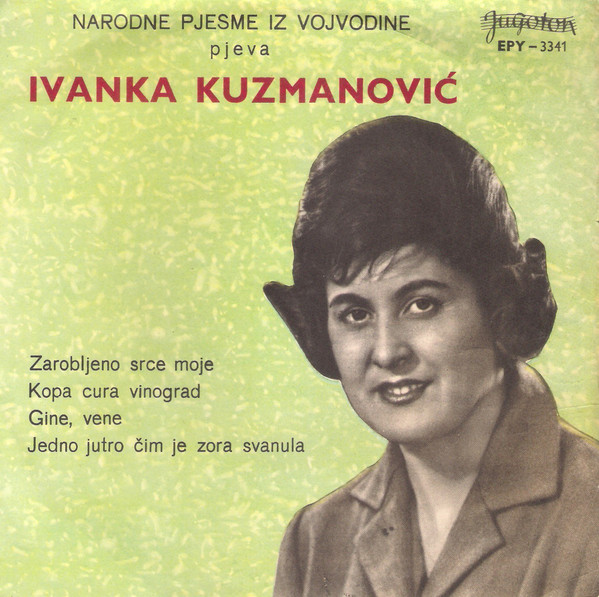 NARODNE PJESME IZ VOJVODINE
pjeva
IVANKA KUZMANOVIĆ
Jugoton
EPY – 3341
Zarobljeno srce moje
Kopa cura vinograd
Gine, vene
Jedno jutro čim je zora svanula